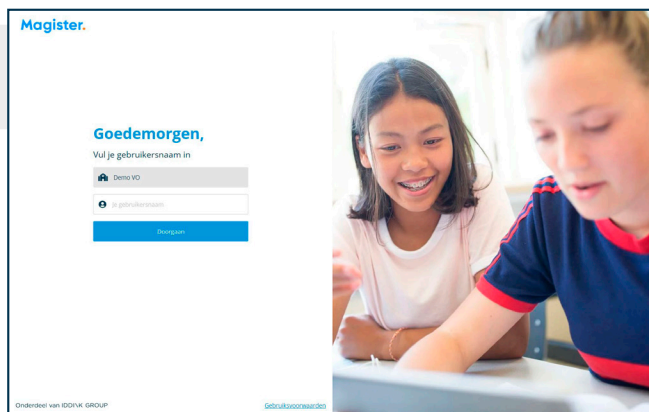 Magister.
Goedemorgen,
Vul je gebruikersnaam in
Demo VO
Je gebruikersnaam
Doorgaan
Onderdeel van IDDINK GROUP
Gebruiksvoorwaarden